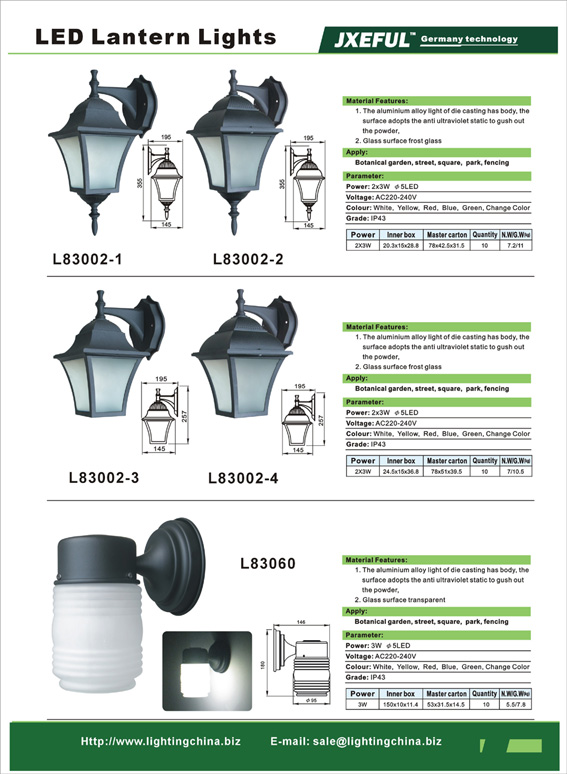 LED Lantern Lights
JXEFUL™ Germany technology
195
355
145
195
355
145
L83002-1
L83002-2
Material Features:
1. The aluminium alloy light of die casting has body, the
surface adopts the anti ultraviolet static to gush out
the powder,
2. Glass surface frost glass
Apply:
Botanical garden, street, square, park, fencing
Parameter:
Power: 2x3W ϕ5LED
Voltage: AC220-240V
Colour: White, Yellow, Red, Blue, Green, Change Color
Grade: IP43
Power Inner box Master carton Quantity N.W/G.W(kg)
2X3W 20.3x15x28.8 78x42.5x31.5 10 7.2/11
195
257
145
195
257
145
L83002-3
L83002-4
Material Features:
1. The aluminium alloy light of die casting has body, the
surface adopts the anti ultraviolet static to gush out
the powder,
2. Glass surface frost glass
Apply:
Botanical garden, street, square, park, fencing
Parameter:
Power: 2x3W ϕ5LED
Voltage: AC220-240V
Colour: White, Yellow, Red, Blue, Green, Change Color
Grade: IP43
Power Inner box Master carton Quantity N.W/G.W(kg)
2X3W 24.5x15x36.8 78x51x39.5 10 7/10.5
L83060
146
160
ϕ95
Material Features:
1. The aluminium alloy light of die casting has body, the
surface adopts the anti ultraviolet static to gush out
the powder,
2. Glass surface transparent
Apply:
Botanical garden, street, square, park, fencing
Parameter:
Power: 3W ϕ5LED
Voltage: AC220-240V
Colour: White, Yellow, Red, Blue, Green, Change Color
Grade: IP43
Power Inner box Master carton Quantity N.W/G.W(kg)
3W 150x10x11.4 53x31.5x14.5 10 5.5/7.8
Http://www.lightingchina.biz E-mail: sale@lightingchina.biz